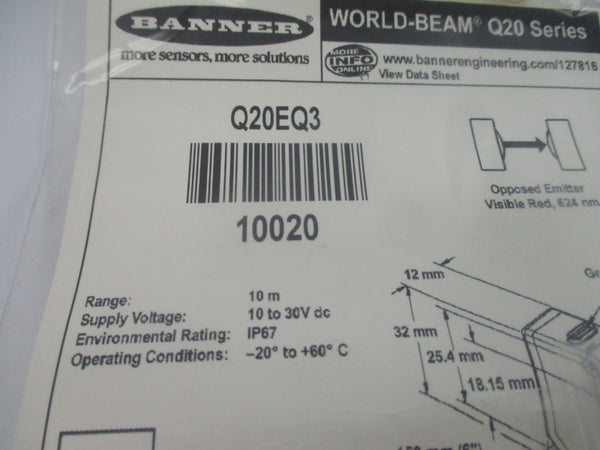 BANNER
more sensors, more solutions
WORLD-BEAM® Q20 Series
MORE
INFO
ONLINE
www.bannerengineering.com/127816
View Data Sheet
Q20EQ3
10020
Opposed Emitter
Visible Red, 624 nm
Range: 10 m
Supply Voltage: 10 to 30V dc
Environmental Rating: IP67
Operating Conditions: –20° to +60° C
12 mm
32 mm
25.4 mm
18.15 mm